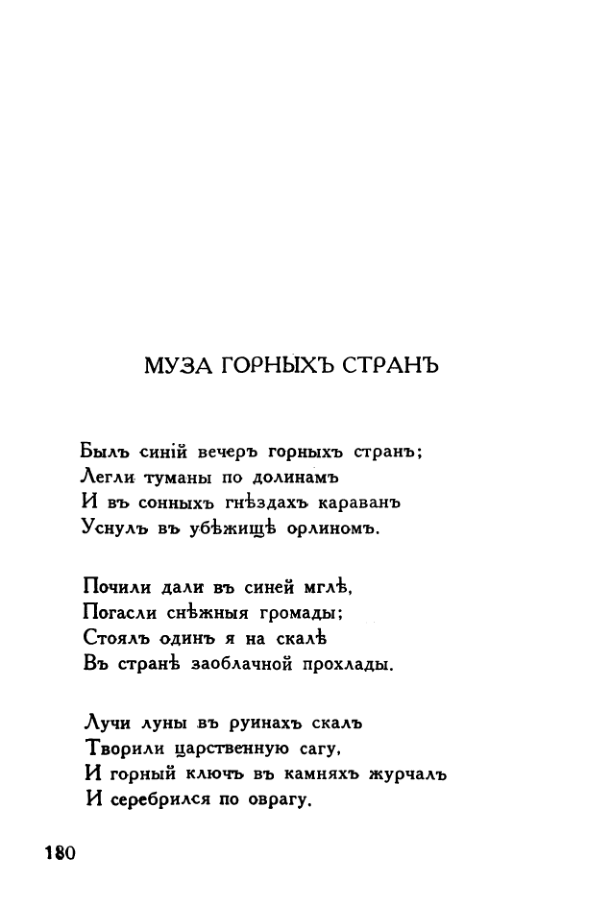 МУЗА ГОРНЫХЪ СТРАНЪ
Былъ синій вечеръ горныхъ странъ;
Легли туманы по долинамъ
И въ сонныхъ гнѣздахъ караванъ
Уснулъ въ убѣжищѣ орлиномъ.
Почили дали въ синей мглѣ,
Погасли снѣжныя громады;
Стоялъ одинъ я на скалѣ
Въ странѣ заоблачной прохлады.
Лучи луны въ руинахъ скалъ
Творили царственную сагу,
И горный ключъ въ камняхъ журчалъ
И серебрился по оврагу.
180